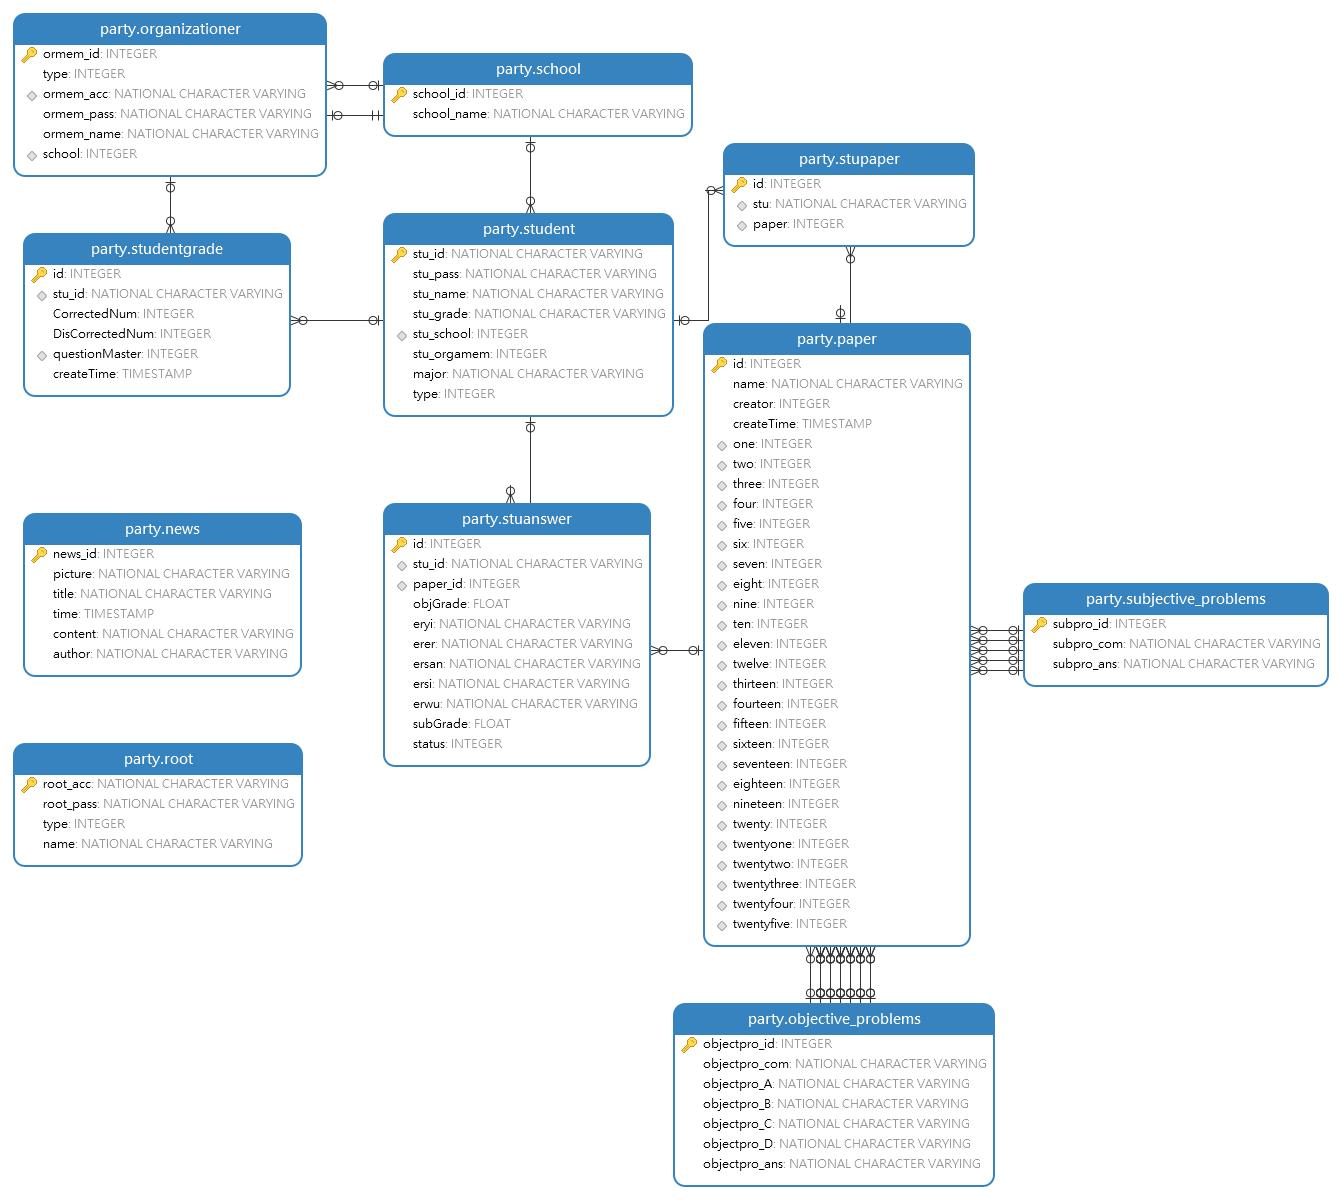 party.organizationer
ormem_id: INTEGER
type: INTEGER
ormem_acc: NATIONAL CHARACTER VARYING
ormem_pass: NATIONAL CHARACTER VARYING
ormem_name: NATIONAL CHARACTER VARYING
school: INTEGER
party.school
school_id: INTEGER
school_name: NATIONAL CHARACTER VARYING
party.stupaper
id: INTEGER
stu: NATIONAL CHARACTER VARYING
paper: INTEGER
party.studentgrade
id: INTEGER
stu_id: NATIONAL CHARACTER VARYING
CorrectedNum: INTEGER
DisCorrectedNum: INTEGER
questionMaster: INTEGER
createTime: TIMESTAMP
party.student
stu_id: NATIONAL CHARACTER VARYING
stu_pass: NATIONAL CHARACTER VARYING
stu_name: NATIONAL CHARACTER VARYING
stu_grade: NATIONAL CHARACTER VARYING
stu_school: INTEGER
stu_orgamem: INTEGER
major: NATIONAL CHARACTER VARYING
type: INTEGER
party.paper
id: INTEGER
name: NATIONAL CHARACTER VARYING
creator: INTEGER
createTime: TIMESTAMP
one: INTEGER
two: INTEGER
three: INTEGER
four: INTEGER
five: INTEGER
six: INTEGER
seven: INTEGER
eight: INTEGER
nine: INTEGER
ten: INTEGER
eleven: INTEGER
twelve: INTEGER
thirteen: INTEGER
fourteen: INTEGER
fifteen: INTEGER
sixteen: INTEGER
seventeen: INTEGER
eighteen: INTEGER
nineteen: INTEGER
twenty: INTEGER
twentyone: INTEGER
twentytwo: INTEGER
twentythree: INTEGER
twentyfour: INTEGER
twentyfive: INTEGER
party.news
news_id: INTEGER
picture: NATIONAL CHARACTER VARYING
title: NATIONAL CHARACTER VARYING
time: TIMESTAMP
content: NATIONAL CHARACTER VARYING
author: NATIONAL CHARACTER VARYING
party.stuanswer
id: INTEGER
stu_id: NATIONAL CHARACTER VARYING
paper_id: INTEGER
objGrade: FLOAT
eryi: NATIONAL CHARACTER VARYING
erer: NATIONAL CHARACTER VARYING
ersan: NATIONAL CHARACTER VARYING
ersi: NATIONAL CHARACTER VARYING
erwu: NATIONAL CHARACTER VARYING
subGrade: FLOAT
status: INTEGER
party.subjective_problems
subpro_id: INTEGER
subpro_com: NATIONAL CHARACTER VARYING
subpro_ans: NATIONAL CHARACTER VARYING
party.root
root_acc: NATIONAL CHARACTER VARYING
root_pass: NATIONAL CHARACTER VARYING
type: INTEGER
name: NATIONAL CHARACTER VARYING
party.objective_problems
objectpro_id: INTEGER
objectpro_com: NATIONAL CHARACTER VARYING
objectpro_A: NATIONAL CHARACTER VARYING
objectpro_B: NATIONAL CHARACTER VARYING
objectpro_C: NATIONAL CHARACTER VARYING
objectpro_D: NATIONAL CHARACTER VARYING
objectpro_ans: NATIONAL CHARACTER VARYING